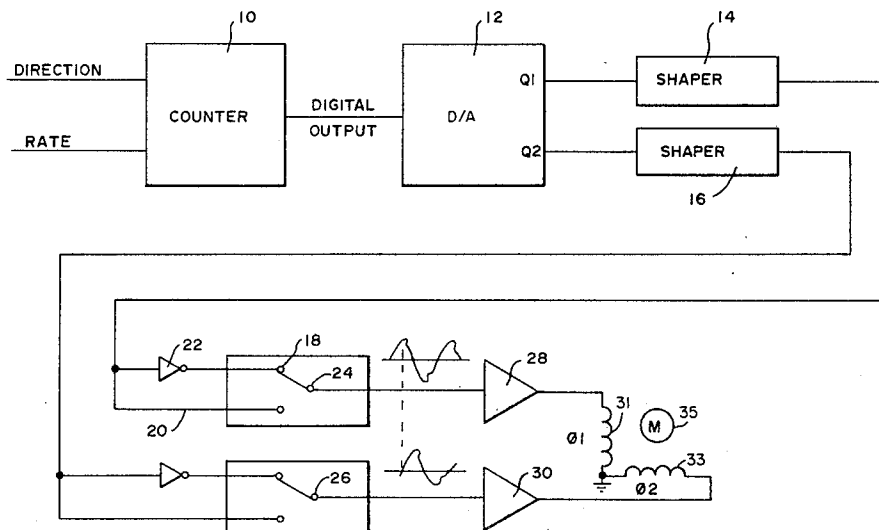 10
12
14
DIRECTION
COUNTER
DIGITAL
OUTPUT
D/A
Q1
SHAPER
RATE
Q2
SHAPER
16
22
18
24
28
31
35
M
20
Ø1
33
26
30
Ø2